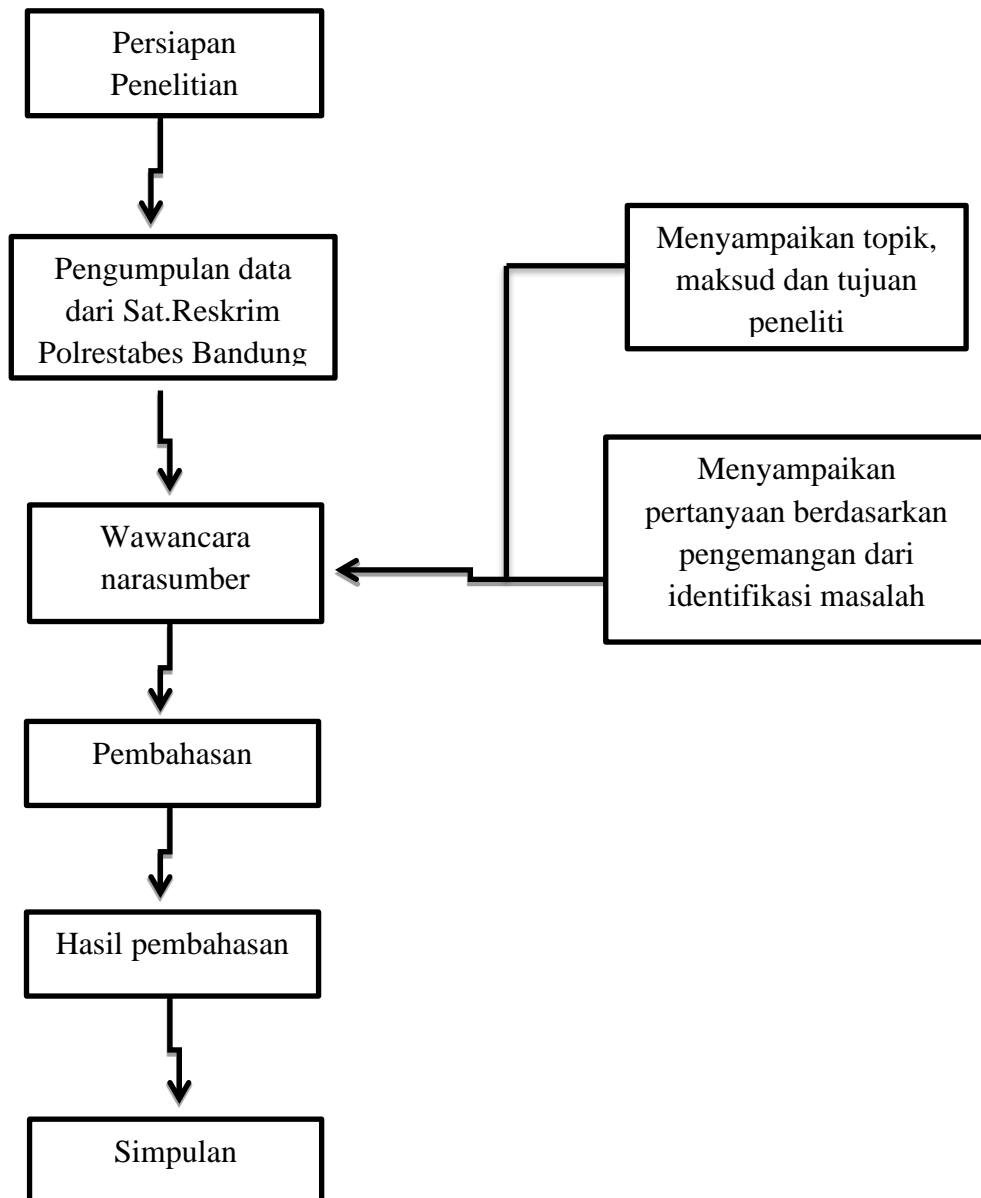 Persiapan
Penelitian
Pengumpulan data
dari Sat.Reskrim
Polrestabes Bandung
Menyampaikan topik,
maksud dan tujuan
peneliti
Menyampaikan
pertanyaan berdasarkan
pengemangan dari
identifikasi masalah
Wawancara
narasumber
Pembahasan
Hasil pembahasan
Simpulan